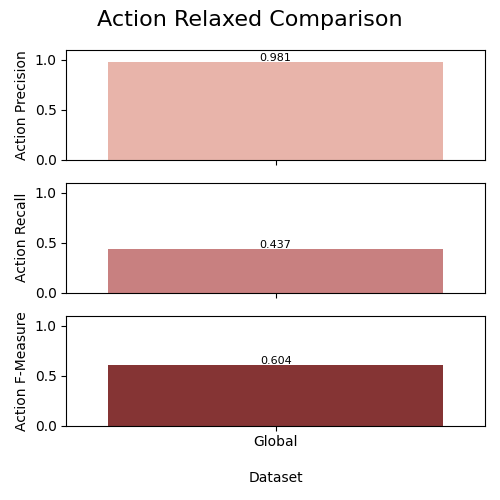 Action Relaxed Comparison
Action Precision
1.0
0.5
0.0
0.981
Action Recall
1.0
0.5
0.0
0.437
Action F-Measure
1.0
0.5
0.0
0.604
Global
Dataset